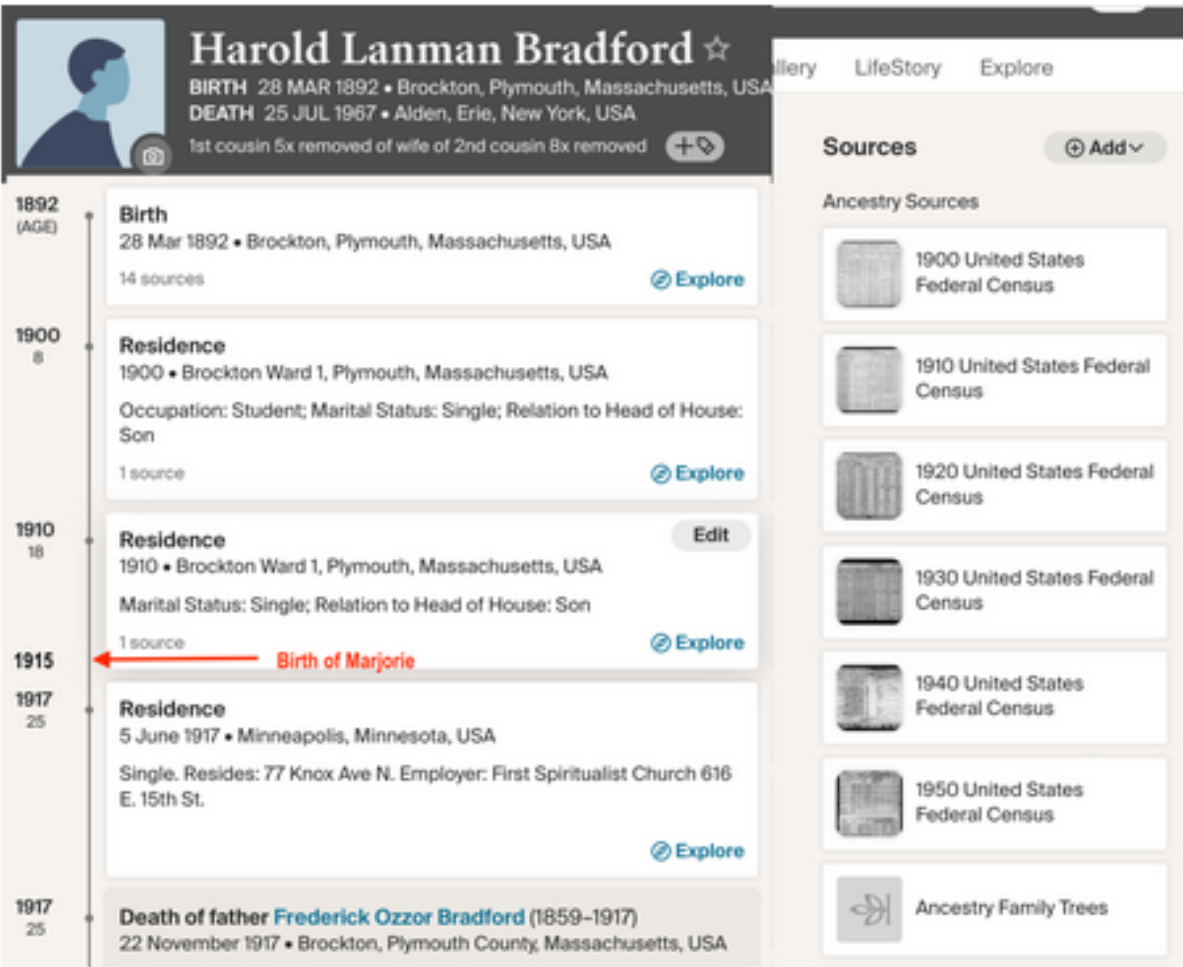 Harold Lanman Bradford
BIRTH 28 MAR 1892 • Brockton, Plymouth, Massachusetts, USA
DEATH 25 JUL 1967 • Alden, Erie, New York, USA
1st cousin 5x removed of wife of 2nd cousin 8x removed
1892
(AGE)
Birth
28 Mar 1892 • Brockton, Plymouth, Massachusetts, USA
14 sources
Explore
1900
8
Residence
1900 • Brockton Ward 1, Plymouth, Massachusetts, USA
Occupation: Student; Marital Status: Single; Relation to Head of House:
Son
1 source
Explore
1910
18
Residence
Edit
1910 • Brockton Ward 1, Plymouth, Massachusetts, USA
Marital Status: Single; Relation to Head of House: Son
1 source
Explore
1915
Birth of Marjorie
1917
25
Residence
5 June 1917 • Minneapolis, Minnesota, USA
Single. Resides: 77 Knox Ave N. Employer: First Spiritualist Church 616
E. 15th St.
Explore
1917
25
Death of father Frederick Ozzor Bradford (1859–1917)
22 November 1917 • Brockton, Plymouth County, Massachusetts, USA
llery LifeStory Explore
Sources
Add
Ancestry Sources
1900 United States
Federal Census
1910 United States Federal
Census
1920 United States Federal
Census
1930 United States Federal
Census
1940 United States
Federal Census
1950 United States
Federal Census
Ancestry Family Trees